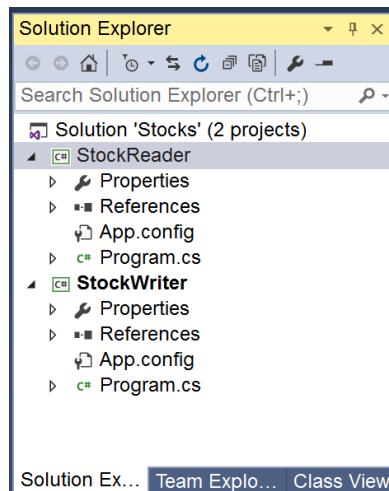 Solution Explorer
Search Solution Explorer (Ctrl+;)
Solution 'Stocks' (2 projects)
C# StockReader
Properties
References
App.config
C# Program.cs
C# StockWriter
Properties
References
App.config
C# Program.cs
Solution Ex... Team Explo... Class View